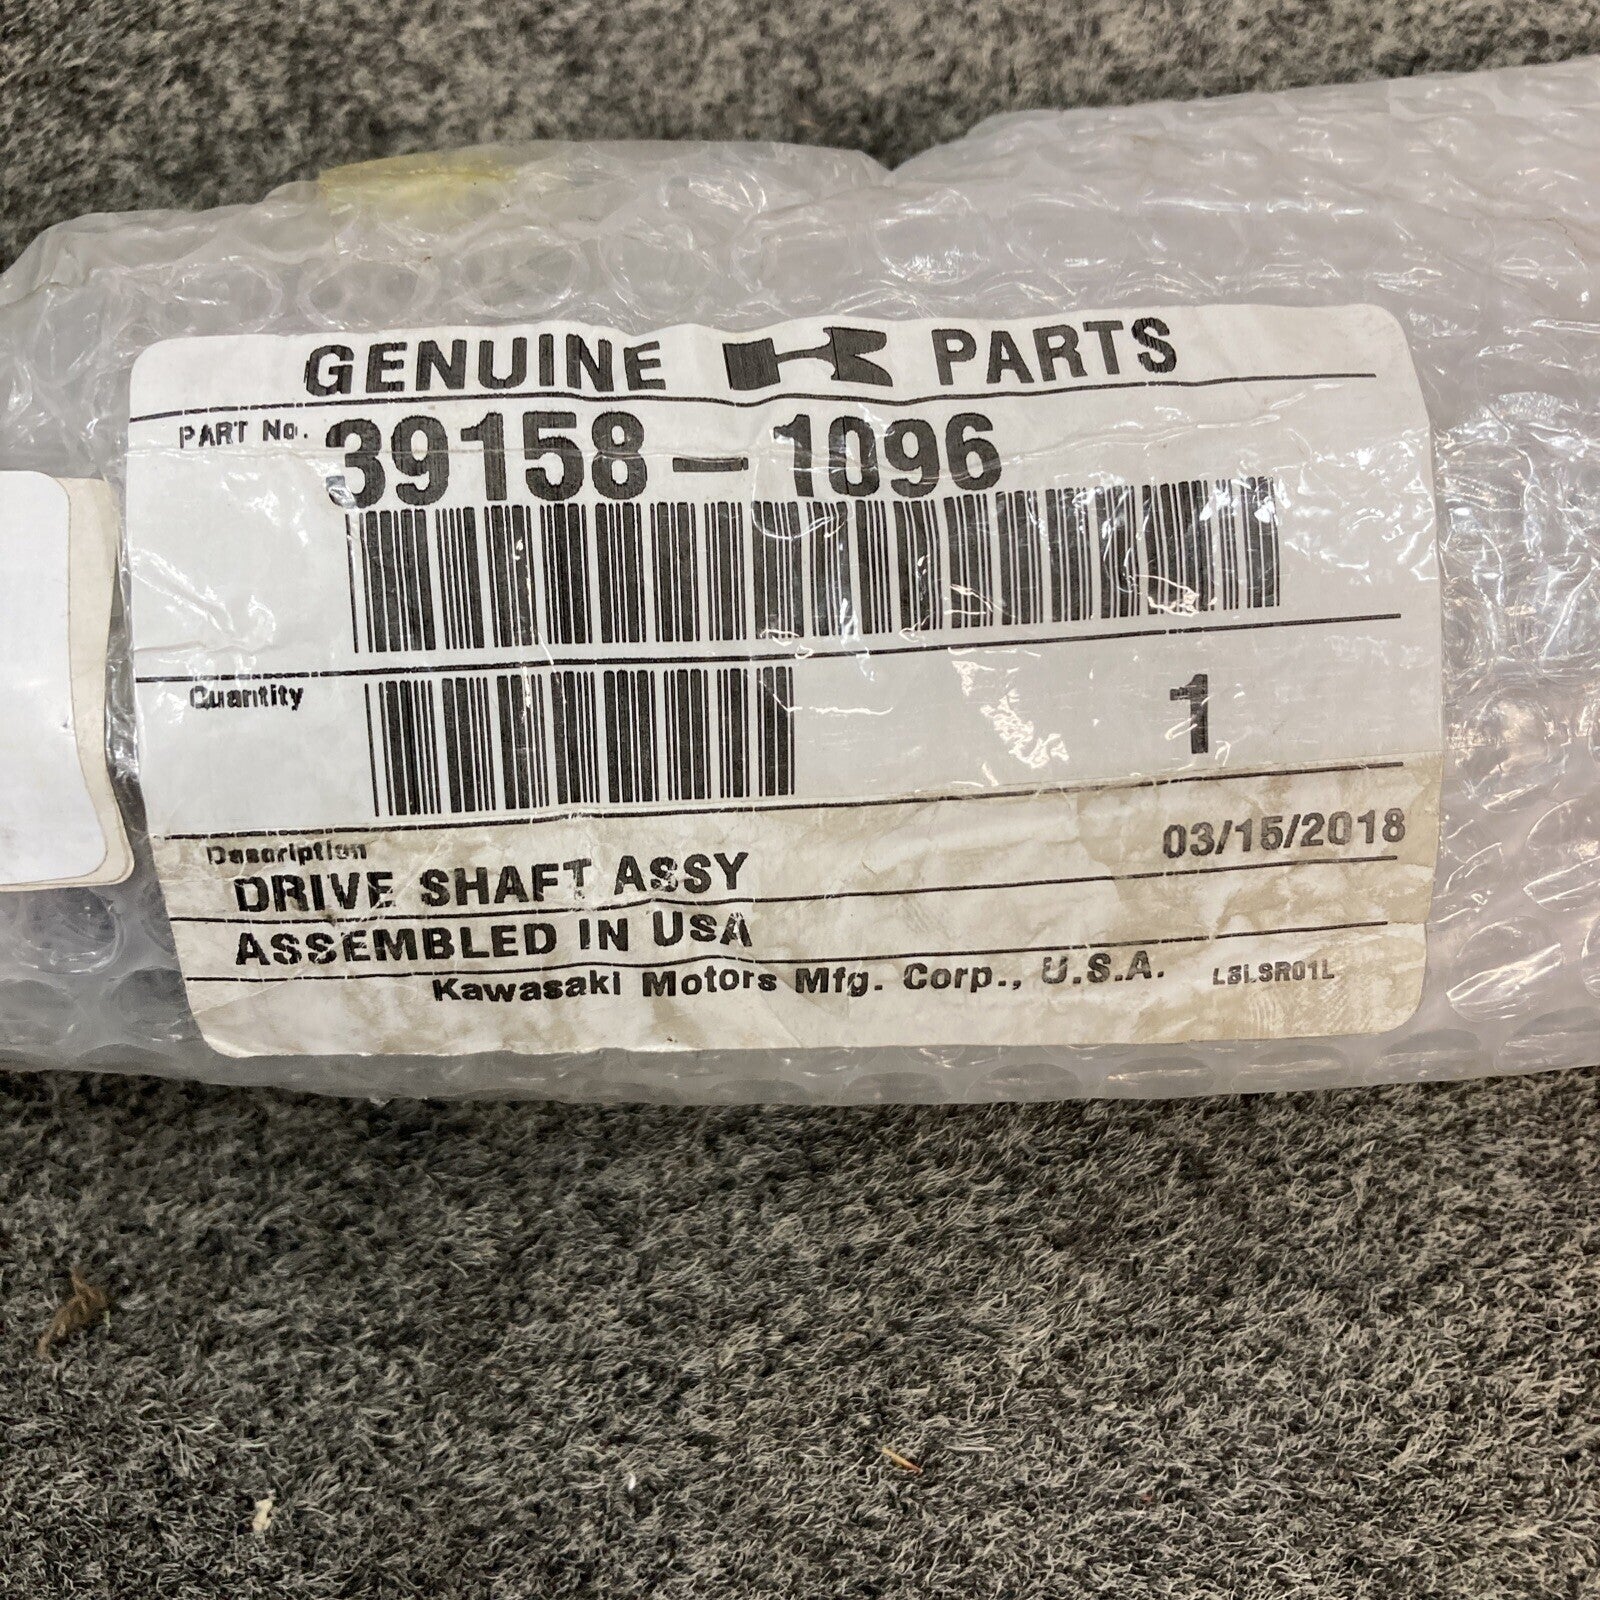 GENUINE PARTS
PART No. 39158-1096
Quantity 1
Description 03/15/2018
DRIVE SHAFT ASSY
ASSEMBLED IN USA
Kawasaki Motors Mfg. Corp., U.S.A. LBLSR01L